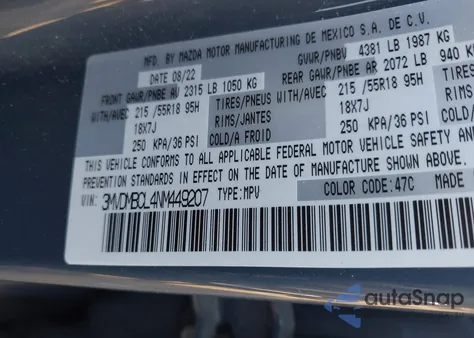 MFD. BY MAZDA MOTOR MANUFACTURING DE MEXICO S.A. DE C.V.
DATE 08/22 GVWR/PNBV 4381 LB 1987 KG
FRONT GAWR/PNBE AV 2315 LB 1050 KG REAR GAWR/PNBE AR 2072 LB 940 KG
WITH/AVEC 215 /55R18 95H TIRES/PNEUS WITH/AVEC 215 /55R18 95H
18X7J RIMS/JANTES 18X7J
250 KPA/36 PSI COLD/A FROID 250 KPA/36 PSI
THIS VEHICLE CONFORMS TO ALL APPLICABLE FEDERAL MOTOR VEHICLE SAFETY
PREVENTION STANDARDS IN EFFECT ON THE DATE OF MANUFACTURE SHOWN
VIN: 3MVDMBCL4NM449207 TYPE: MPV COLOR CODE: 47C MADE
autoSnap